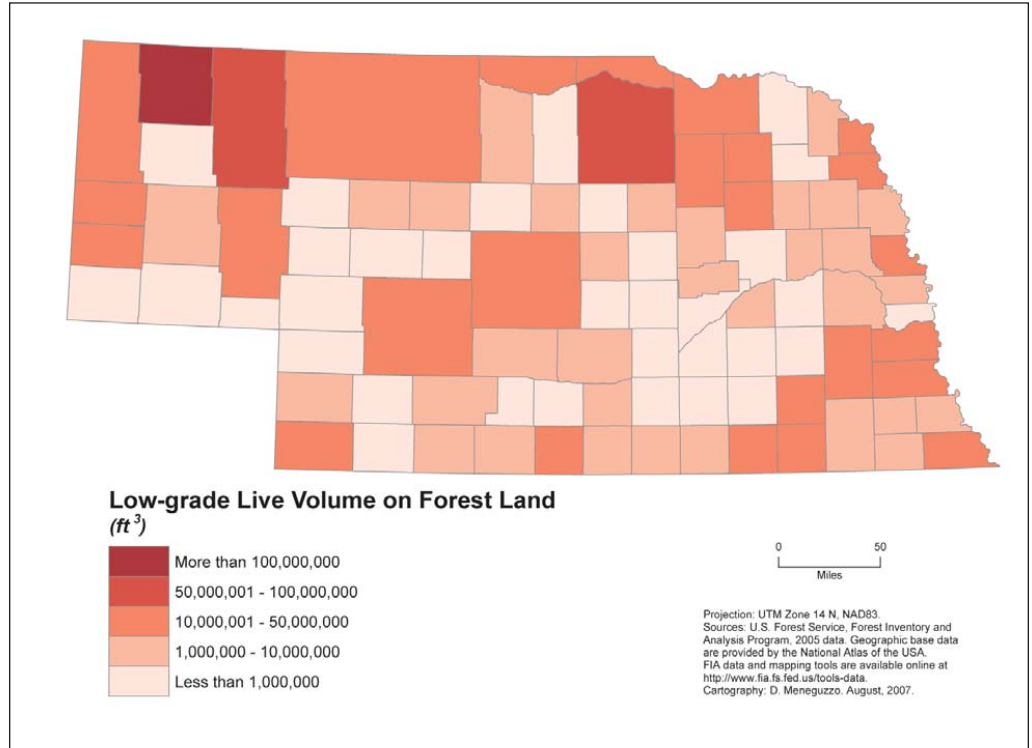 Low-grade Live Volume on Forest Land
(ft³)
More than 100,000,000
50,000,001 - 100,000,000
10,000,001 - 50,000,000
1,000,000 - 10,000,000
Less than 1,000,000
0 50
Miles
Projection: UTM Zone 14 N, NAD83.
Sources: U.S. Forest Service, Forest Inventory and
Analysis Program, 2005 data. Geographic base data
are provided by the National Atlas of the USA.
FIA data and mapping tools are available online at
http://www.fia.fs.fed.us/tools-data.
Cartography: D. Meneguzzo. August, 2007.